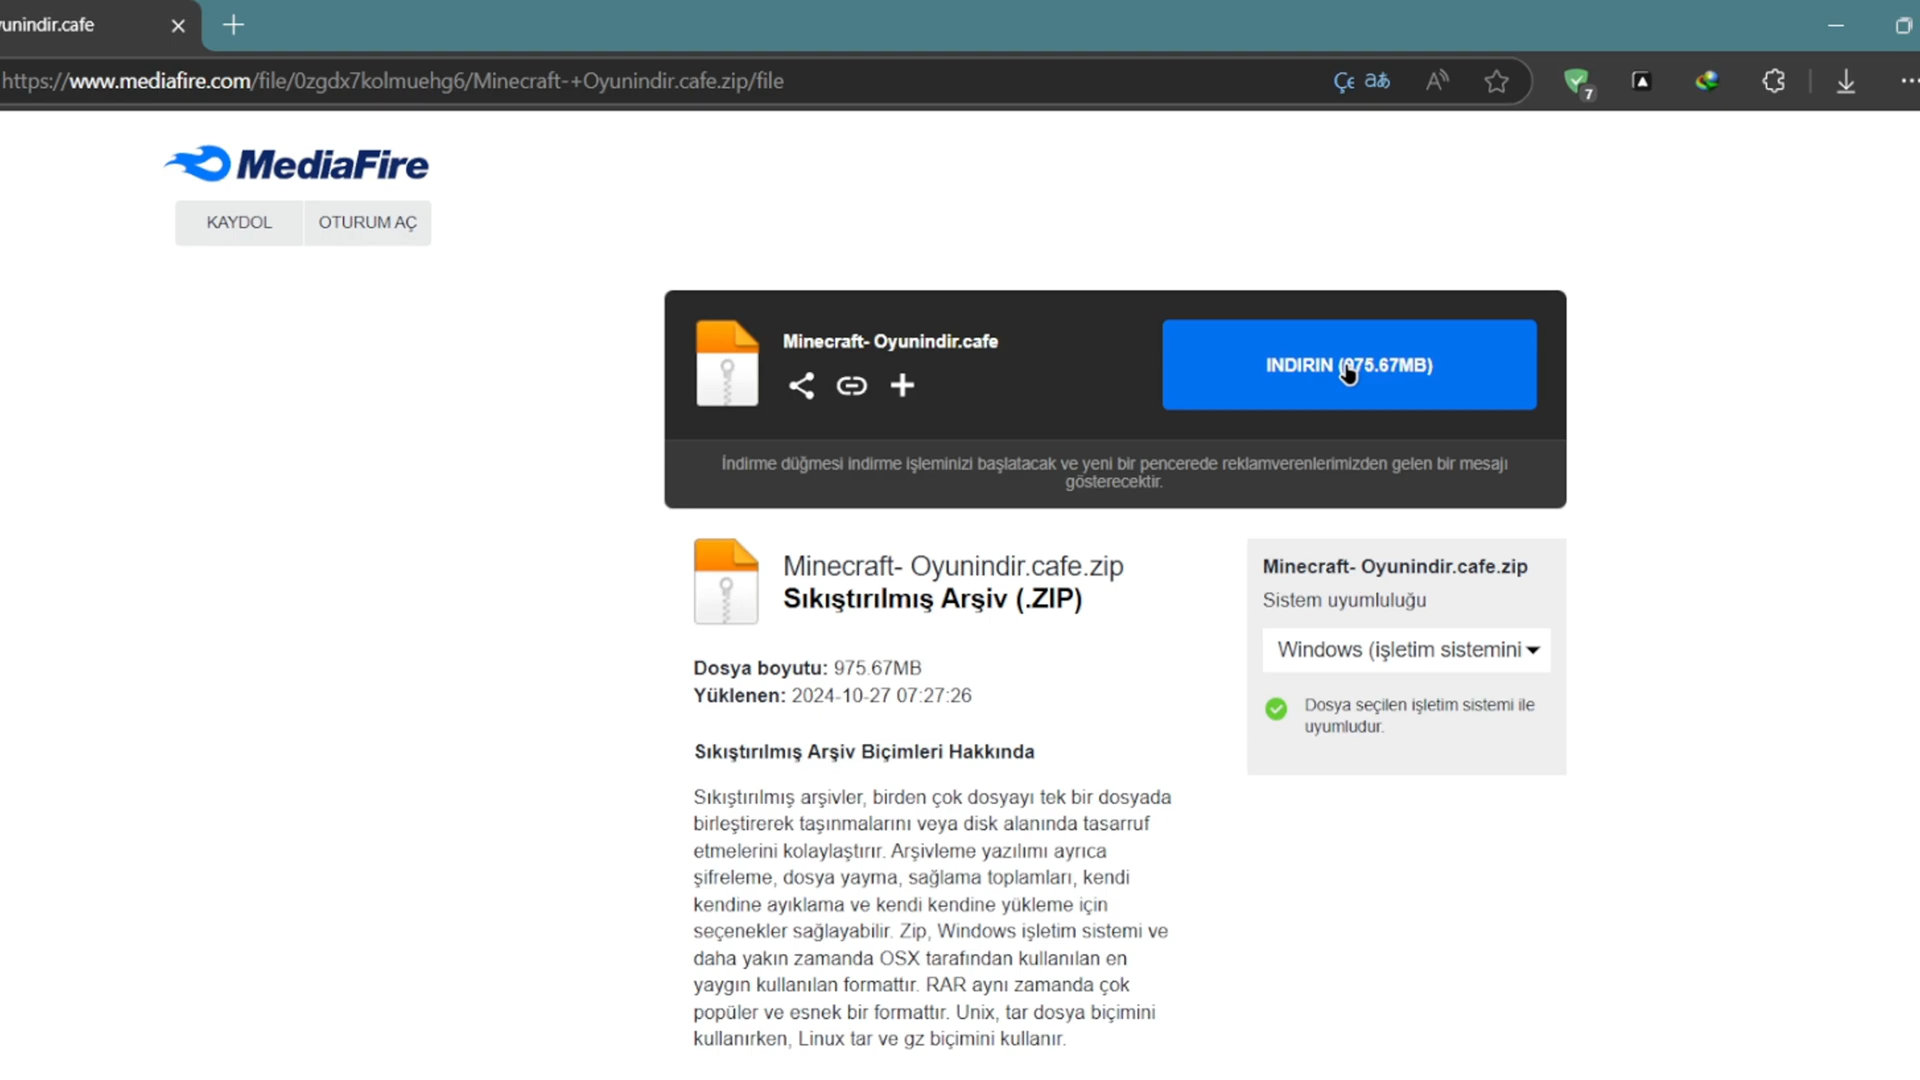 unindir.cafe
https://www.mediafire.com/file/0zgdx7kolmuehg6/Minecraft-+Oyunindir.cafe.zip/file
7
MediaFire
KAYDOL OTURUM AÇ
Minecraft- Oyunindir.cafe
INDIRIN (975.67MB)
İndirme düğmesi indirme işleminizi başlatacak ve yeni bir pencerede reklamverenlerimizden gelen bir mesajı
gösterecektir.
Minecraft- Oyunindir.cafe.zip
Sıkıştırılmış Arşiv (.ZIP)
Dosya boyutu: 975.67MB
Yüklenen: 2024-10-27 07:27:26
Sıkıştırılmış Arşiv Biçimleri Hakkında
Sıkıştırılmış arşivler, birden çok dosyayı tek bir dosyada
birleştirerek taşınmalarını veya disk alanında tasarruf
etmelerini kolaylaştırır. Arşivleme yazılımı ayrıca
şifreleme, dosya yayma, sağlama toplamları, kendi
kendine ayıklama ve kendi kendine yükleme için
seçenekler sağlayabilir. Zip, Windows işletim sistemi ve
daha yakın zamanda OSX tarafından kullanılan en
yaygın kullanılan formattır. RAR aynı zamanda çok
popüler ve esnek bir formattır. Unix, tar dosya biçimini
kullanırken, Linux tar ve gz biçimini kullanır.
Minecraft- Oyunindir.cafe.zip
Sistem uyumluluğu
Windows (işletim sistemini
Dosya seçilen işletim sistemi ile
uyumludur.